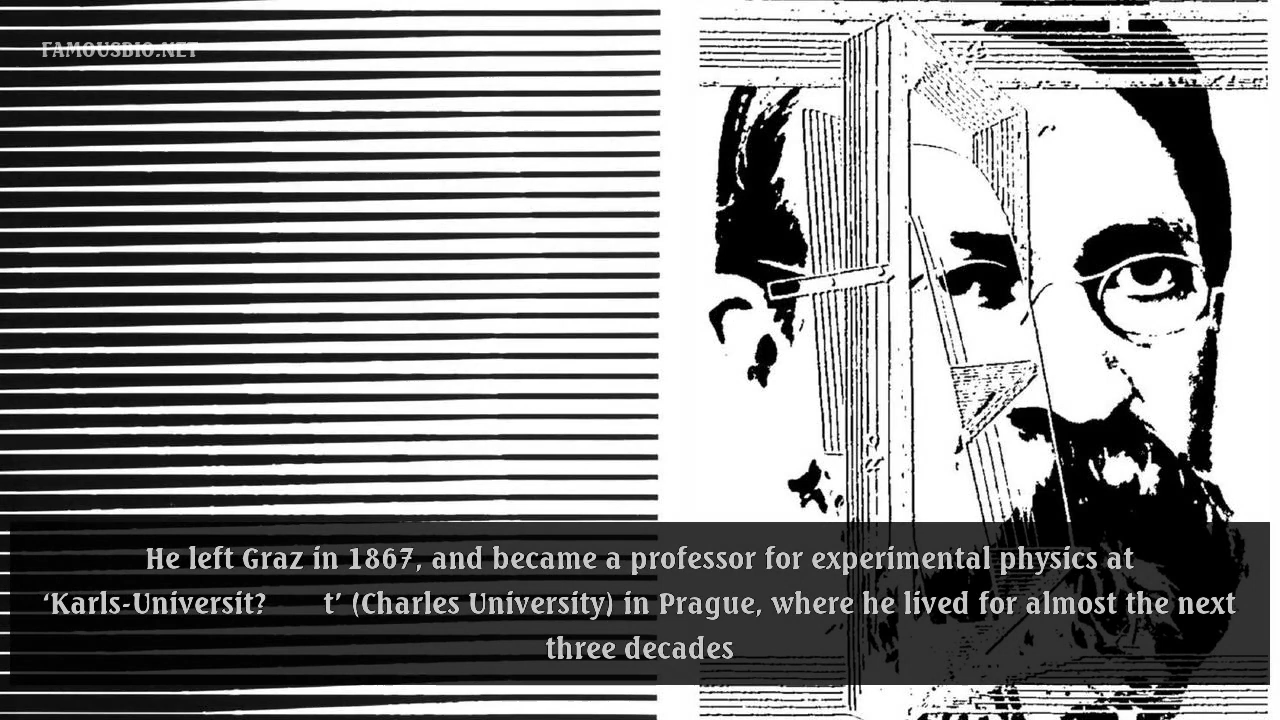 FAMOUSBIO.NET
He left Graz in 1867, and became a professor for experimental physics at
‘Karls-Universit? t’ (Charles University) in Prague, where he lived for almost the next
three decades